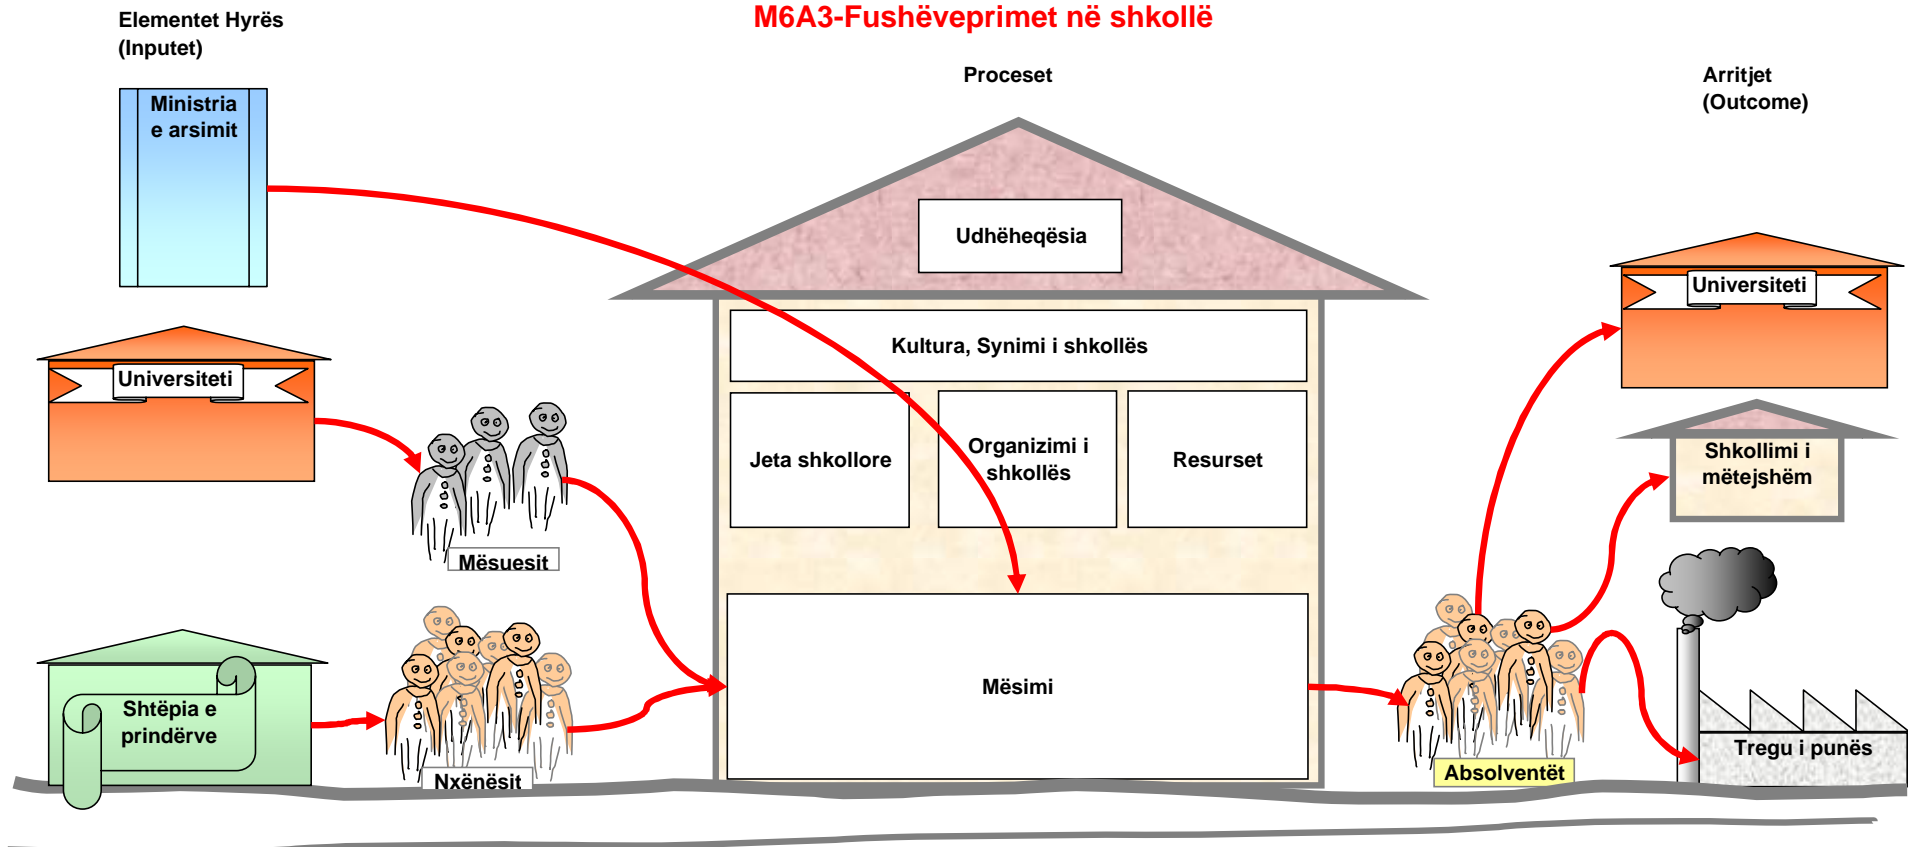 M6A3-Fushëveprimet në shkollë
Elementet Hyrës
(Inputet)
Proceset
Arritjet
(Outcome)
Ministria
e arsimit
Udhëheqësia
Universiteti
Kultura, Synimi i shkollës
Universiteti
Jeta shkollore
Organizimi i
shkollës
Resurset
Shkollimi i
mëtejshëm
Mësuesit
Mësimi
Shtëpia e
prindërve
Nxënësit
Absolventët
Tregu i punës